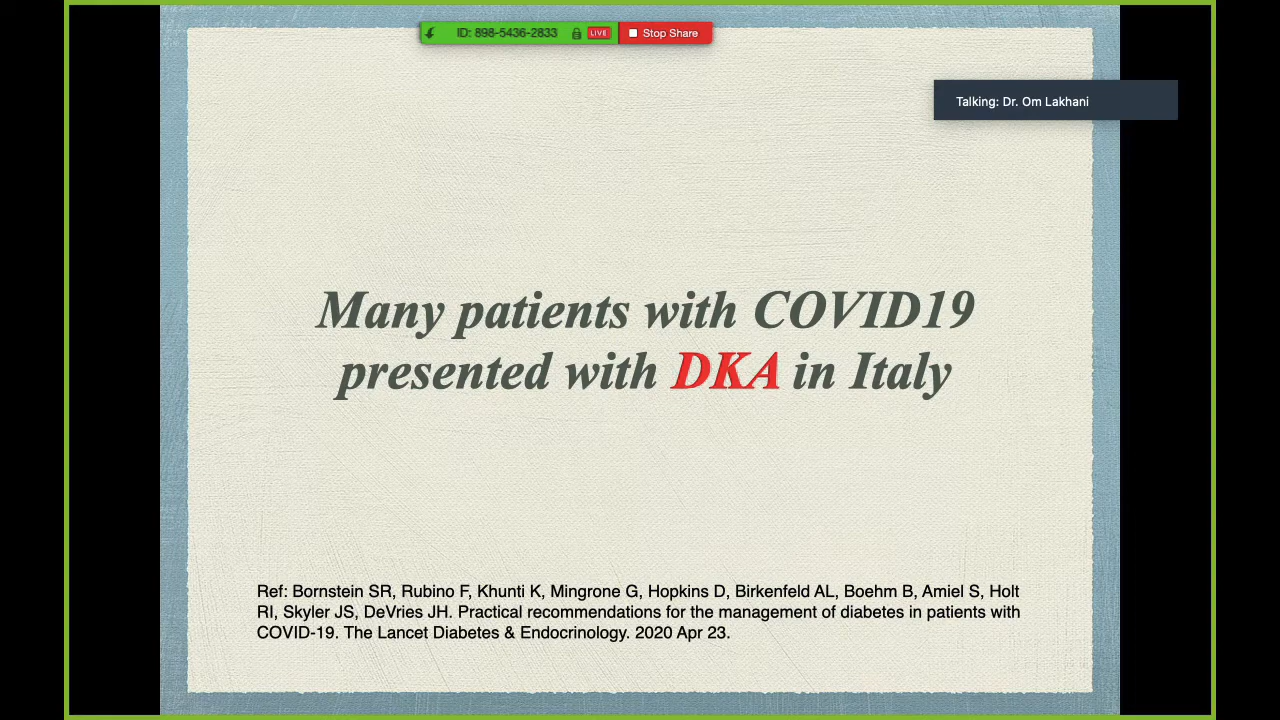 ID: 898-5436-2833 LIVE Stop Share
Talking: Dr. Om Lakhani
Many patients with COVID19
presented with DKA in Italy
Ref: Bornstein SR, Rubino F, Khunti K, Mingrone G, Hopkins D, Birkenfeld AL, Boehm B, Amiel S, Holt
RI, Skyler JS, DeVries JH. Practical recommendations for the management of diabetes in patients with
COVID-19. The Lancet Diabetes & Endocrinology. 2020 Apr 23.